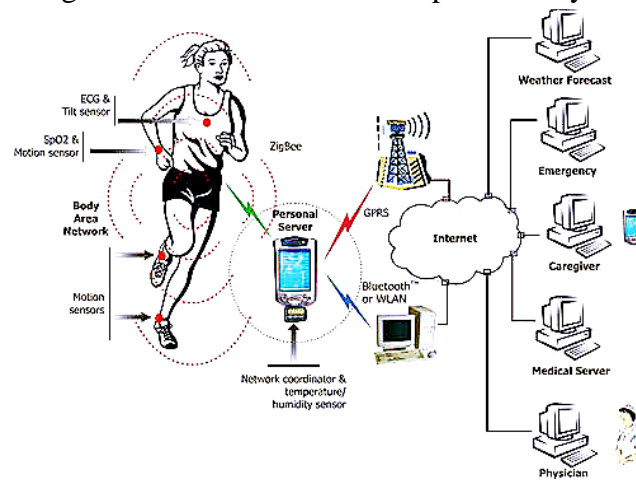 Weather Forecast
ECG &
Tilt sensor
SpO2 &
Motion sensor
ZigBee
Emergency
Body
Area
Network
Personal
Server
GPRS
Internet
Caregiver
Bluetooth™
or WLAN
Motion
sensors
Medical Server
Network coordinator &
temperature/
humidity sensor
Physician